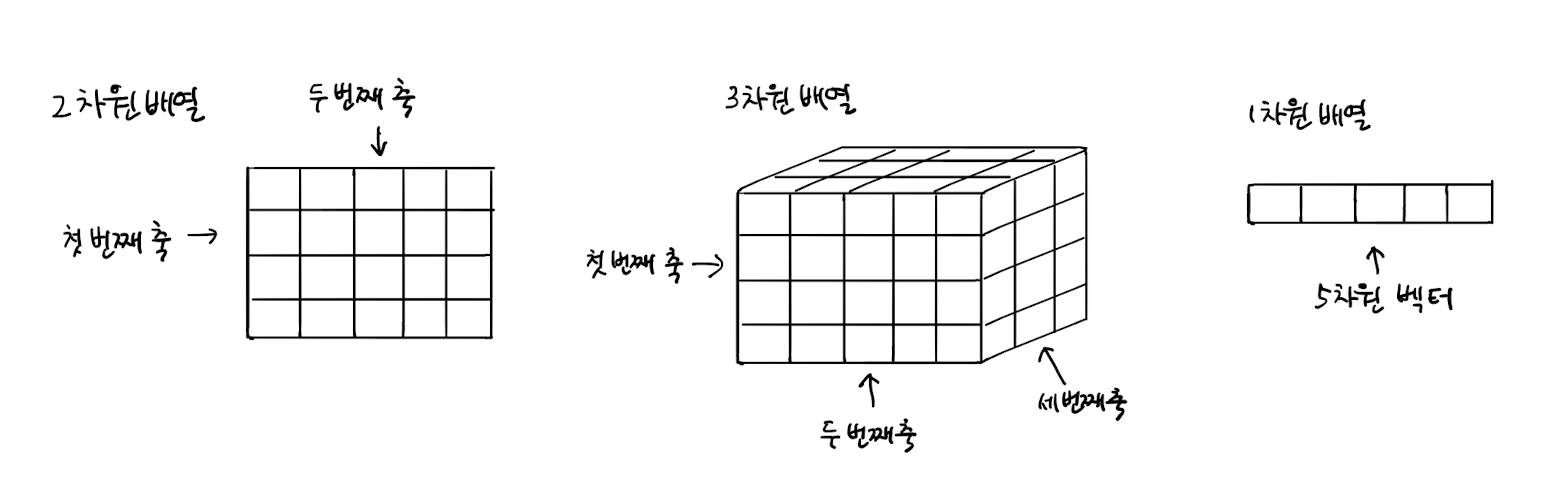 2차원 배열
두 번째 축
첫 번째 축
3차원 배열
첫 번째 축
두 번째 축
세 번째 축
1차원 배열
5차원 벡터